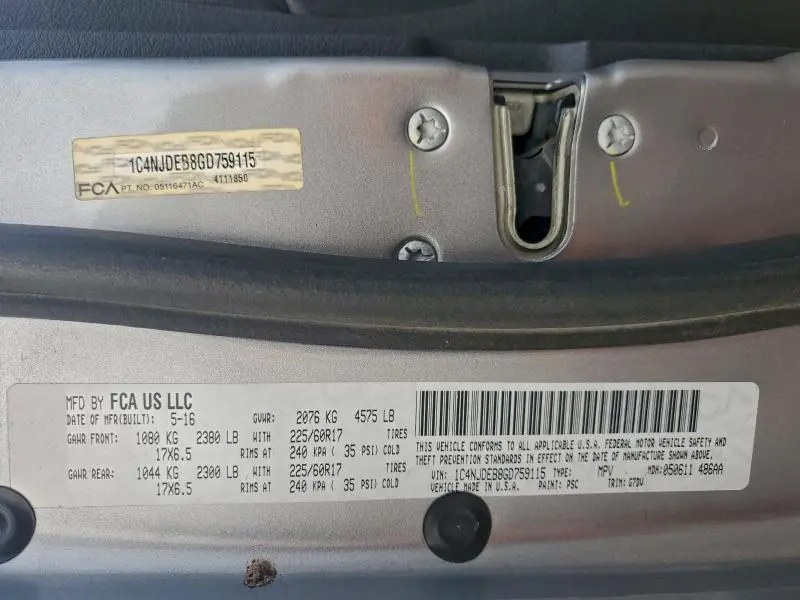 1C4NJDEB8GD759115
FCA PT. NO. 05116471AC 4111850
MFD BY FCA US LLC
DATE OF MFR(BUILT): 5-16 GVWR: 2076 KG 4575 LB
GAWR FRONT: 1080 KG 2380 LB WITH 225/60R17 TIRES
17X6.5 RIMS AT 240 KPA ( 35 PSI) COLD
GAWR REAR: 1044 KG 2300 LB WITH 225/60R17 TIRES
17X6.5 RIMS AT 240 KPA ( 35 PSI) COLD
THIS VEHICLE CONFORMS TO ALL APPLICABLE U.S.A. FEDERAL MOTOR VEHICLE SAFETY AND
THEFT PREVENTION STANDARDS IN EFFECT ON THE DATE OF MANUFACTURE SHOWN ABOVE.
VIN: 1C4NJDEB8GD759115 TYPE: MPV MDH: 050611 486AA
VEHICLE MADE IN U.S.A. PAINT: PSC TRIM: G7DV